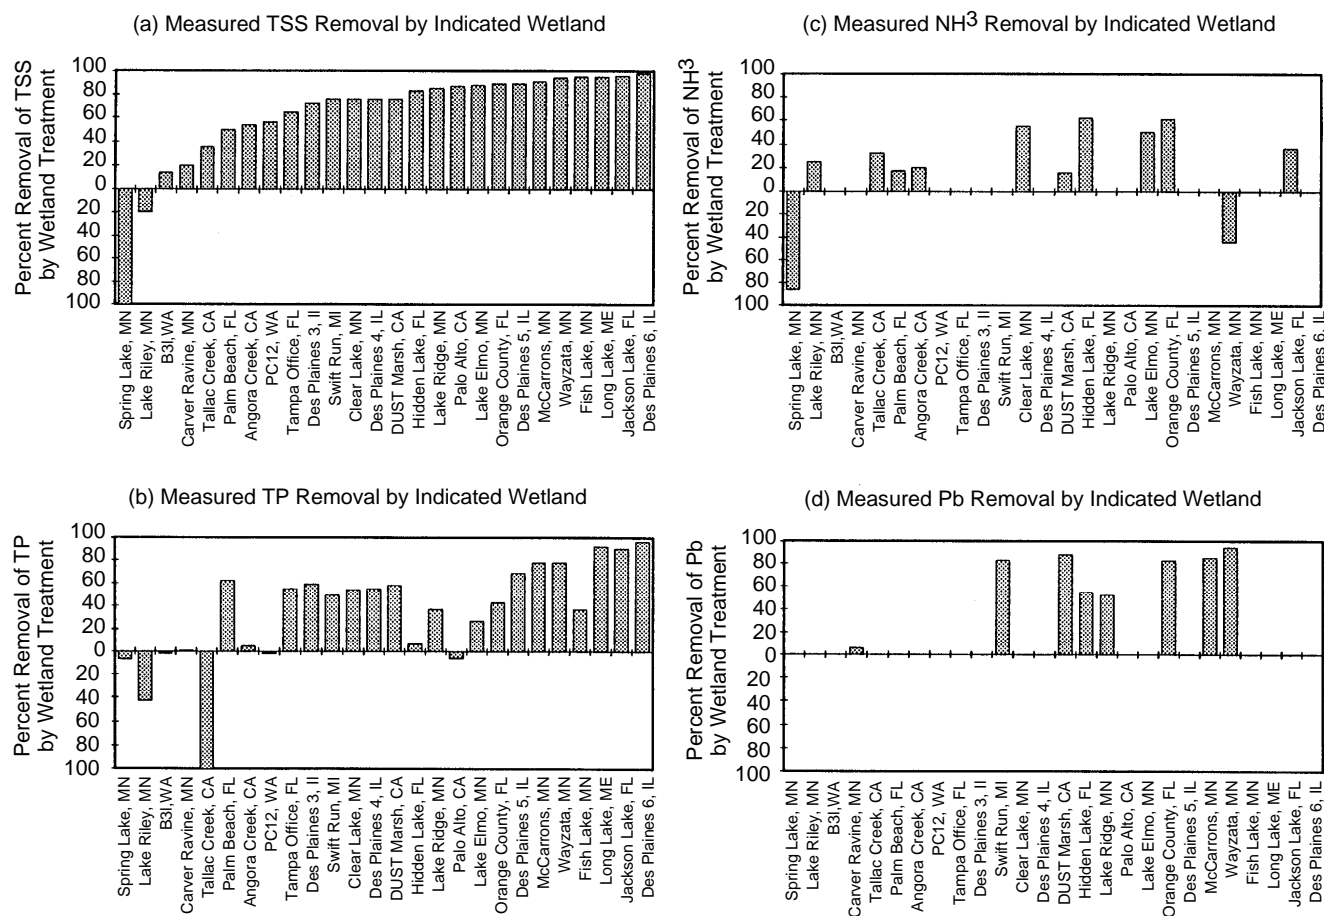 (a) Measured TSS Removal by Indicated Wetland
Percent Removal of TSS
by Wetland Treatment
100
80
60
40
20
0
20
40
60
80
100
Spring Lake, MN
Lake Riley, MN
B3I,WA
Carver Ravine, MN
Tallac Creek, CA
Palm Beach, FL
Angora Creek, CA
PC12, WA
Tampa Office, FL
Des Plaines 3, Il
Swift Run, MI
Clear Lake, MN
Des Plaines 4, IL
DUST Marsh, CA
Hidden Lake, FL
Lake Ridge, MN
Palo Alto, CA
Lake Elmo, MN
Orange County, FL
Des Plaines 5, IL
McCarrons, MN
Wayzata, MN
Fish Lake, MN
Long Lake, ME
Jackson Lake, FL
Des Plaines 6, IL
(c) Measured NH3 Removal by Indicated Wetland
Percent Removal of NH3
by Wetland Treatment
100
80
60
40
20
0
20
40
60
80
100
Spring Lake, MN
Lake Riley, MN
B3I,WA
Carver Ravine, MN
Tallac Creek, CA
Palm Beach, FL
Angora Creek, CA
PC12, WA
Tampa Office, FL
Des Plaines 3, Il
Swift Run, MI
Clear Lake, MN
Des Plaines 4, IL
DUST Marsh, CA
Hidden Lake, FL
Lake Ridge, MN
Palo Alto, CA
Lake Elmo, MN
Orange County, FL
Des Plaines 5, IL
McCarrons, MN
Wayzata, MN
Fish Lake, MN
Long Lake, ME
Jackson Lake, FL
Des Plaines 6, IL
(b) Measured TP Removal by Indicated Wetland
Percent Removal of TP
by Wetland Treatment
100
80
60
40
20
0
20
40
60
80
100
Spring Lake, MN
Lake Riley, MN
B3I,WA
Carver Ravine, MN
Tallac Creek, CA
Palm Beach, FL
Angora Creek, CA
PC12, WA
Tampa Office, FL
Des Plaines 3, Il
Swift Run, MI
Clear Lake, MN
Des Plaines 4, IL
DUST Marsh, CA
Hidden Lake, FL
Lake Ridge, MN
Palo Alto, CA
Lake Elmo, MN
Orange County, FL
Des Plaines 5, IL
McCarrons, MN
Wayzata, MN
Fish Lake, MN
Long Lake, ME
Jackson Lake, FL
Des Plaines 6, IL
(d) Measured Pb Removal by Indicated Wetland
Percent Removal of Pb
by Wetland Treatment
100
80
60
40
20
0
20
40
60
80
100
Spring Lake, MN
Lake Riley, MN
B3I,WA
Carver Ravine, MN
Tallac Creek, CA
Palm Beach, FL
Angora Creek, CA
PC12, WA
Tampa Office, FL
Des Plaines 3, Il
Swift Run, MI
Clear Lake, MN
Des Plaines 4, IL
DUST Marsh, CA
Hidden Lake, FL
Lake Ridge, MN
Palo Alto, CA
Lake Elmo, MN
Orange County, FL
Des Plaines 5, IL
McCarrons, MN
Wayzata, MN
Fish Lake, MN
Long Lake, ME
Jackson Lake, FL
Des Plaines 6, IL